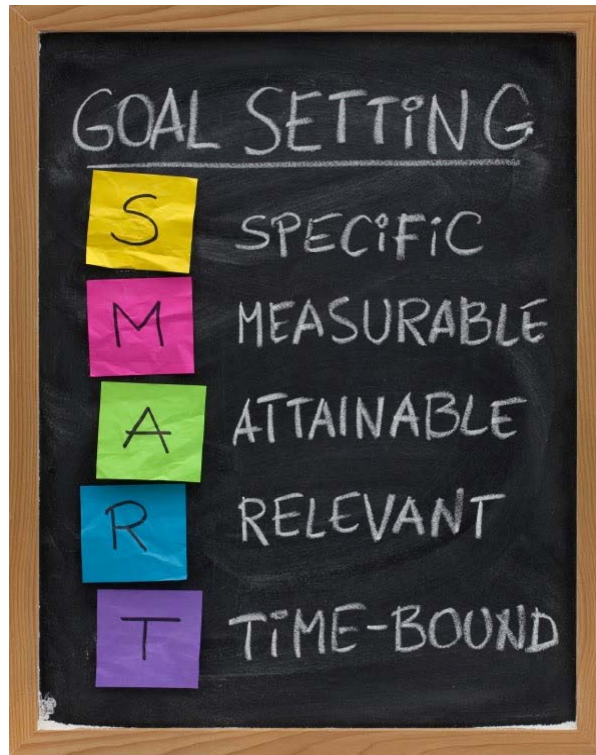 GOAL SETTING
S SPECIFIC
M MEASURABLE
A ATTAINABLE
R RELEVANT
T TIME-BOUND